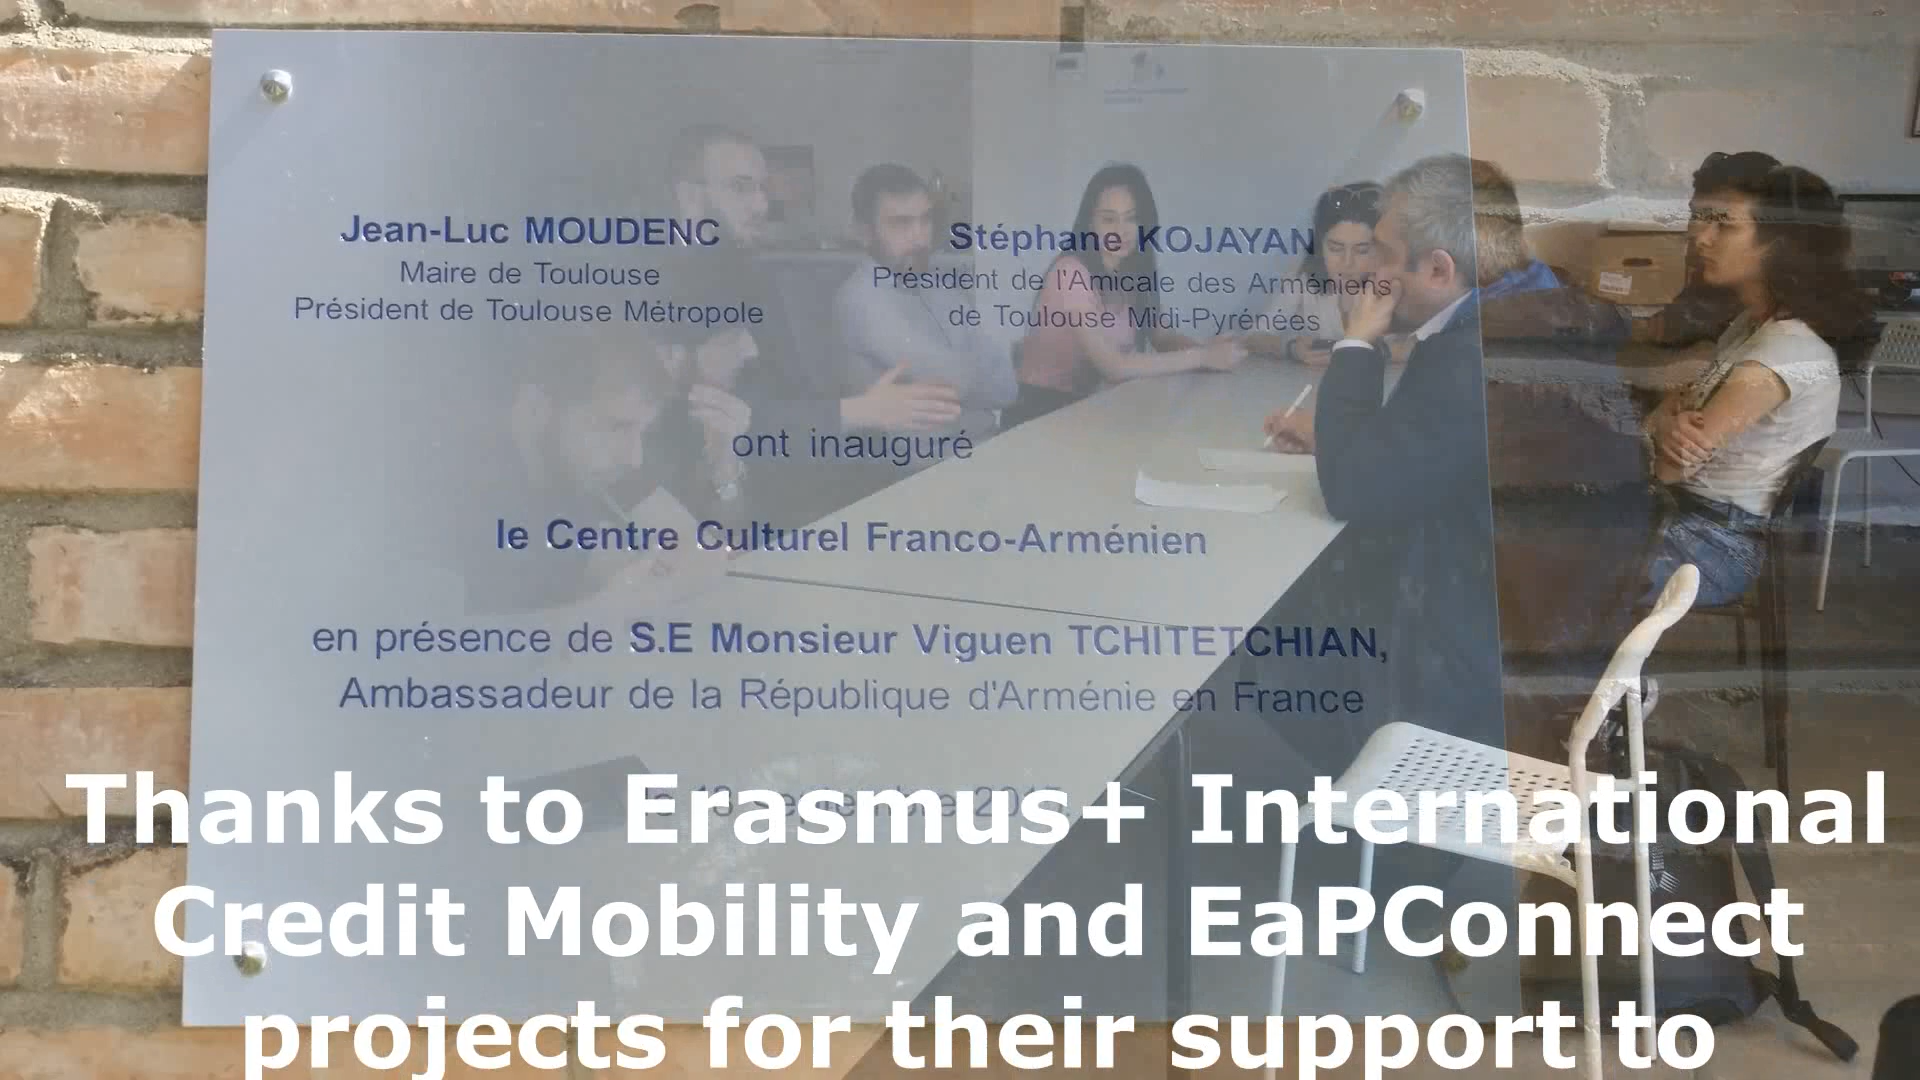 Jean-Luc MOUDENC
Maire de Toulouse
Président de Toulouse Métropole
Stéphane KOJAYAN
Président de l'Amicale des Arméniens
de Toulouse Midi-Pyrénées
ont inauguré
le Centre Culturel Franco-Arménien
en présence de S.E Monsieur Viguen TCHITETCHIAN,
Ambassadeur de la République d'Arménie en France
Thanks to Erasmus+ International
Credit Mobility and EaPConnect
projects for their support to